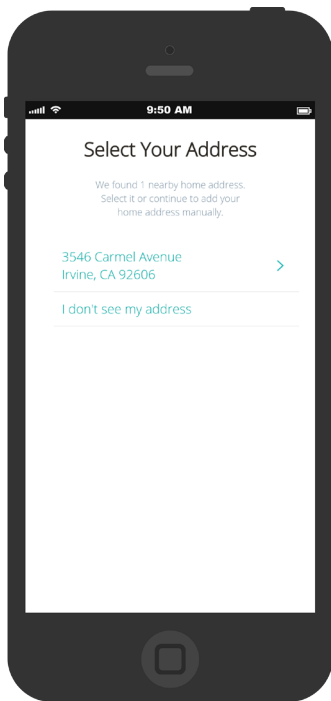 9:50 AM
Select Your Address
We found 1 nearby home address.
Select it or continue to add your
home address manually.
3546 Carmel Avenue
Irvine, CA 92606
I don't see my address